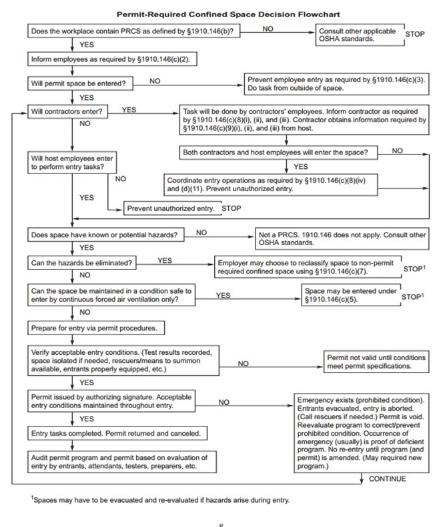 Permit-Required Confined Space Decision Flowchart
Does the workplace contain PRCS as defined by §1910.146(b)?
NO
Consult other applicable
OSHA standards.
STOP
YES
Inform employees as required by §1910.146(c)(2).
Will permit space be entered?
NO
Prevent employee entry as required by §1910.146(c)(3).
Do task from outside of space.
YES
Will contractors enter?
YES
Task will be done by contractors' employees. Inform contractor as required
by §1910.146(c)(8)(i), (ii), and (iii). Contractor obtains information required by
§1910.146(c)(9)(i), (ii), and (iii) from host.
NO
Both contractors and host employees will enter the space?
NO
YES
Will host employees enter
to perform entry tasks?
NO
Coordinate entry operations as required by §1910.146(c)(8)(iv)
and (d)(11). Prevent unauthorized entry.
YES
Prevent unauthorized entry.
STOP
Does space have known or potential hazards?
NO
Not a PRCS. 1910.146 does not apply. Consult other
OSHA standards.
YES
Can the hazards be eliminated?
YES
Employer may choose to reclassify space to non-permit
required confined space using §1910.146(c)(7).
STOP¹
NO
Can the space be maintained in a condition safe to
enter by continuous forced air ventilation only?
YES
Space may be entered under
§1910.146(c)(5).
STOP¹
NO
Prepare for entry via permit procedures.
Verify acceptable entry conditions. (Test results recorded,
space isolated if needed, rescuers/means to summon
available, entrants properly equipped, etc.)
NO
Permit not valid until conditions
meet permit specifications.
YES
Permit issued by authorizing signature. Acceptable
entry conditions maintained throughout entry.
NO
Emergency exists (prohibited condition).
Entrants evacuated, entry is aborted.
(Call rescuers if needed.) Permit is void.
Reevaluate program to correct/prevent
prohibited condition. Occurrence of
emergency (usually) is proof of deficient
program. No re-entry until program (and
permit) is amended. (May required new
program.)
YES
Entry tasks completed. Permit returned and canceled.
Audit permit program and permit based on evaluation of
entry by entrants, attendants, testers, preparers, etc.
CONTINUE
¹Spaces may have to be evacuated and re-evaluated if hazards arise during entry.